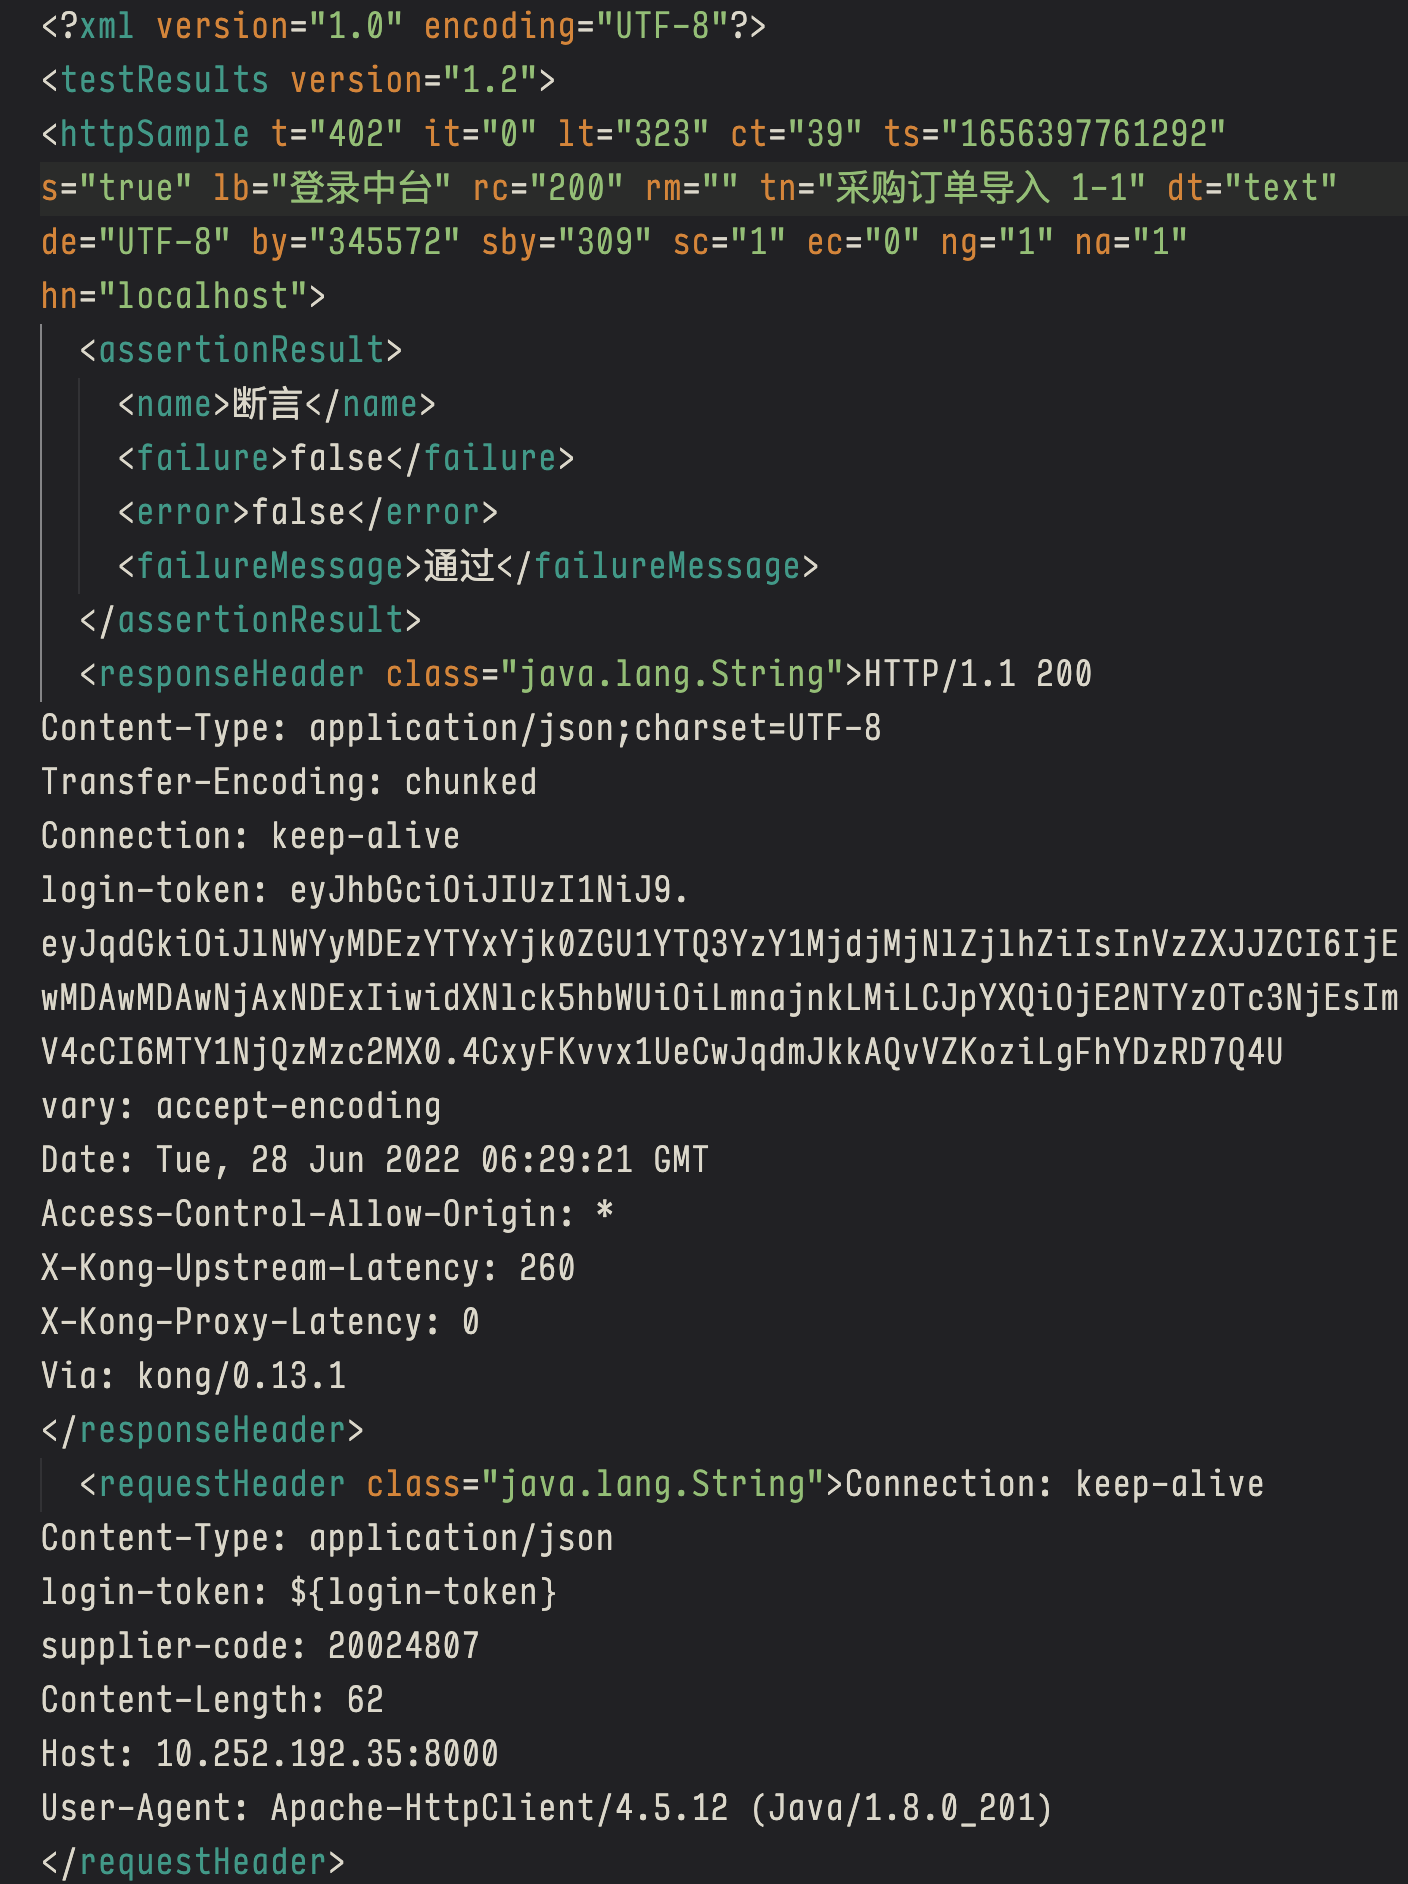 <?xml version="1.0" encoding="UTF-8"?>
<testResults version="1.2">
<httpSample t="402" it="0" lt="323" ct="39" ts="1656397761292"
s="true" lb="登录中台" rc="200" rm="" tn="采购订单导入 1-1" dt="text"
de="UTF-8" by="345572" sby="309" sc="1" ec="0" ng="1" na="1"
hn="localhost">
  <assertionResult>
    <name>断言</name>
    <failure>false</failure>
    <error>false</error>
    <failureMessage>通过</failureMessage>
  </assertionResult>
  <responseHeader class="java.lang.String">HTTP/1.1 200
Content-Type: application/json;charset=UTF-8
Transfer-Encoding: chunked
Connection: keep-alive
login-token: eyJhbGciOiJIUzI1NiJ9.
eyJqdGkiOiJlNWYyMDEzYTYxYjk0ZGU1YTQ3YzY1MjdjMjNlZjlhZiIsInVzZXJJZCI6IjE
wMDAwMDAwNjAxNDExIiwidXNlck5hbWUiOiLmnajnkLMiLCJpYXQiOjE2NTYzOTc3NjEsIm
V4cCI6MTY1NjQzMzc2MX0.4CxyFKvvx1UeCwJqdmJkkAQvVZKoziLgFhYDzRD7Q4U
vary: accept-encoding
Date: Tue, 28 Jun 2022 06:29:21 GMT
Access-Control-Allow-Origin: *
X-Kong-Upstream-Latency: 260
X-Kong-Proxy-Latency: 0
Via: kong/0.13.1
</responseHeader>
  <requestHeader class="java.lang.String">Connection: keep-alive
Content-Type: application/json
login-token: ${login-token}
supplier-code: 20024807
Content-Length: 62
Host: 10.252.192.35:8000
User-Agent: Apache-HttpClient/4.5.12 (Java/1.8.0_201)
</requestHeader>